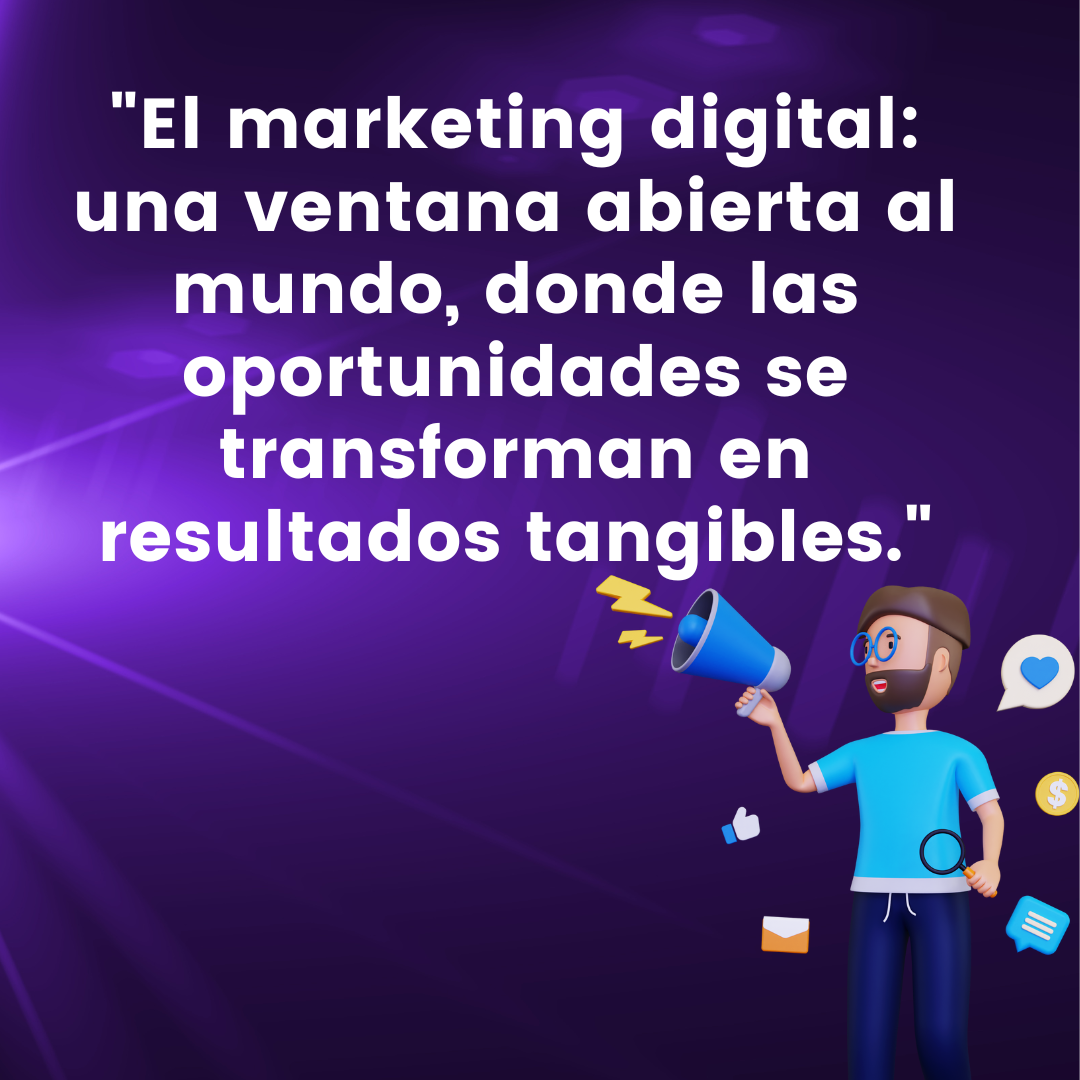 "El marketing digital:
una ventana abierta al
mundo, donde las
oportunidades se
transforman en
resultados tangibles."
$